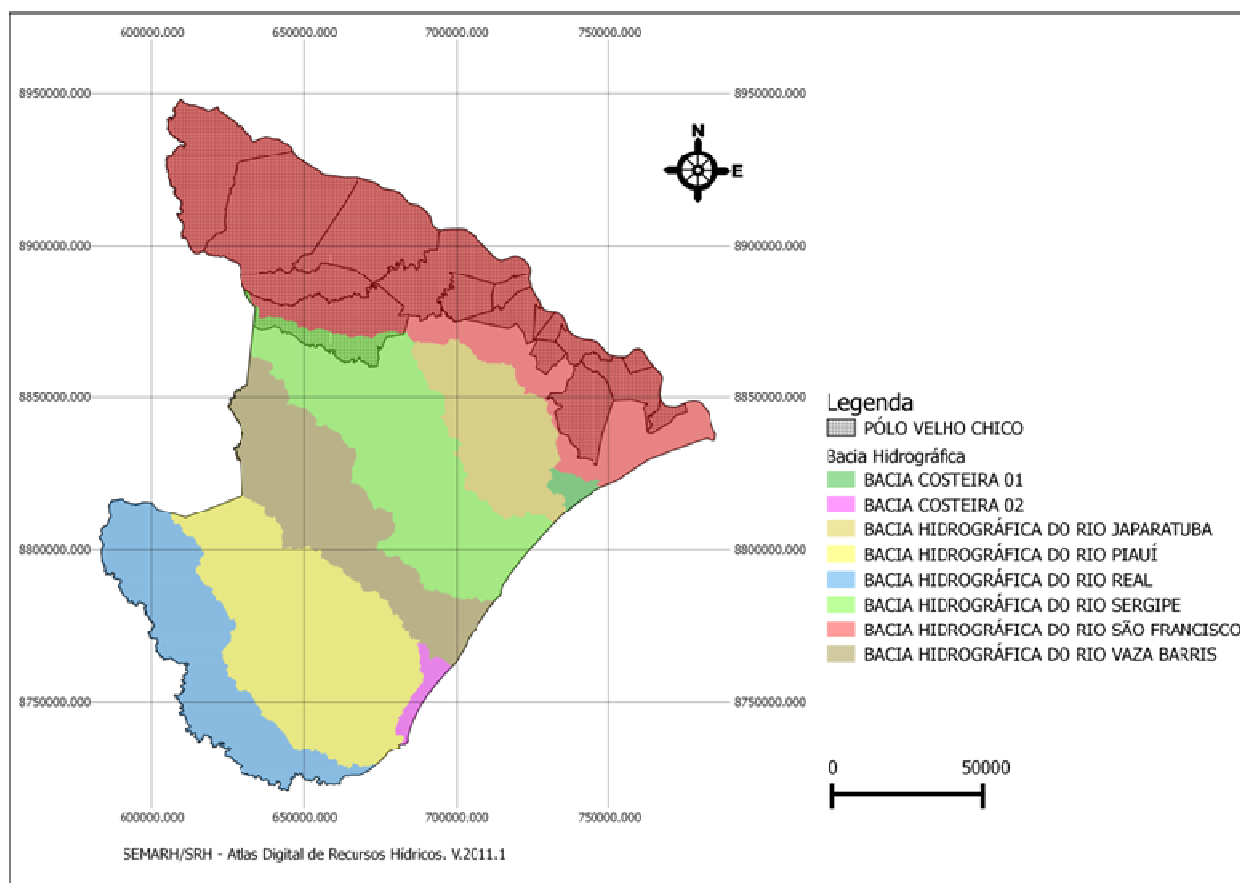 600000.000 650000.000 700000.000 750000.000
8950000.000 8950000.000
N
E
8900000.000 8900000.000
8850000.000 8850000.000
Legenda
PÓLO VELHO CHICO
Bacia Hidrográfica
BACIA COSTEIRA 01
BACIA COSTEIRA 02
BACIA HIDROGRÁFICA DO RIO JAPARATUBA
BACIA HIDROGRÁFICA DO RIO PIAUÍ
BACIA HIDROGRÁFICA DO RIO REAL
BACIA HIDROGRÁFICA DO RIO SERGIPE
BACIA HIDROGRÁFICA DO RIO SÃO FRANCISCO
BACIA HIDROGRÁFICA DO RIO VAZA BARRIS
8800000.000 8800000.000
8750000.000 8750000.000
0 50000
600000.000 650000.000 700000.000 750000.000
SEMARH/SRH - Atlas Digital de Recursos Hídricos. V.2011.1